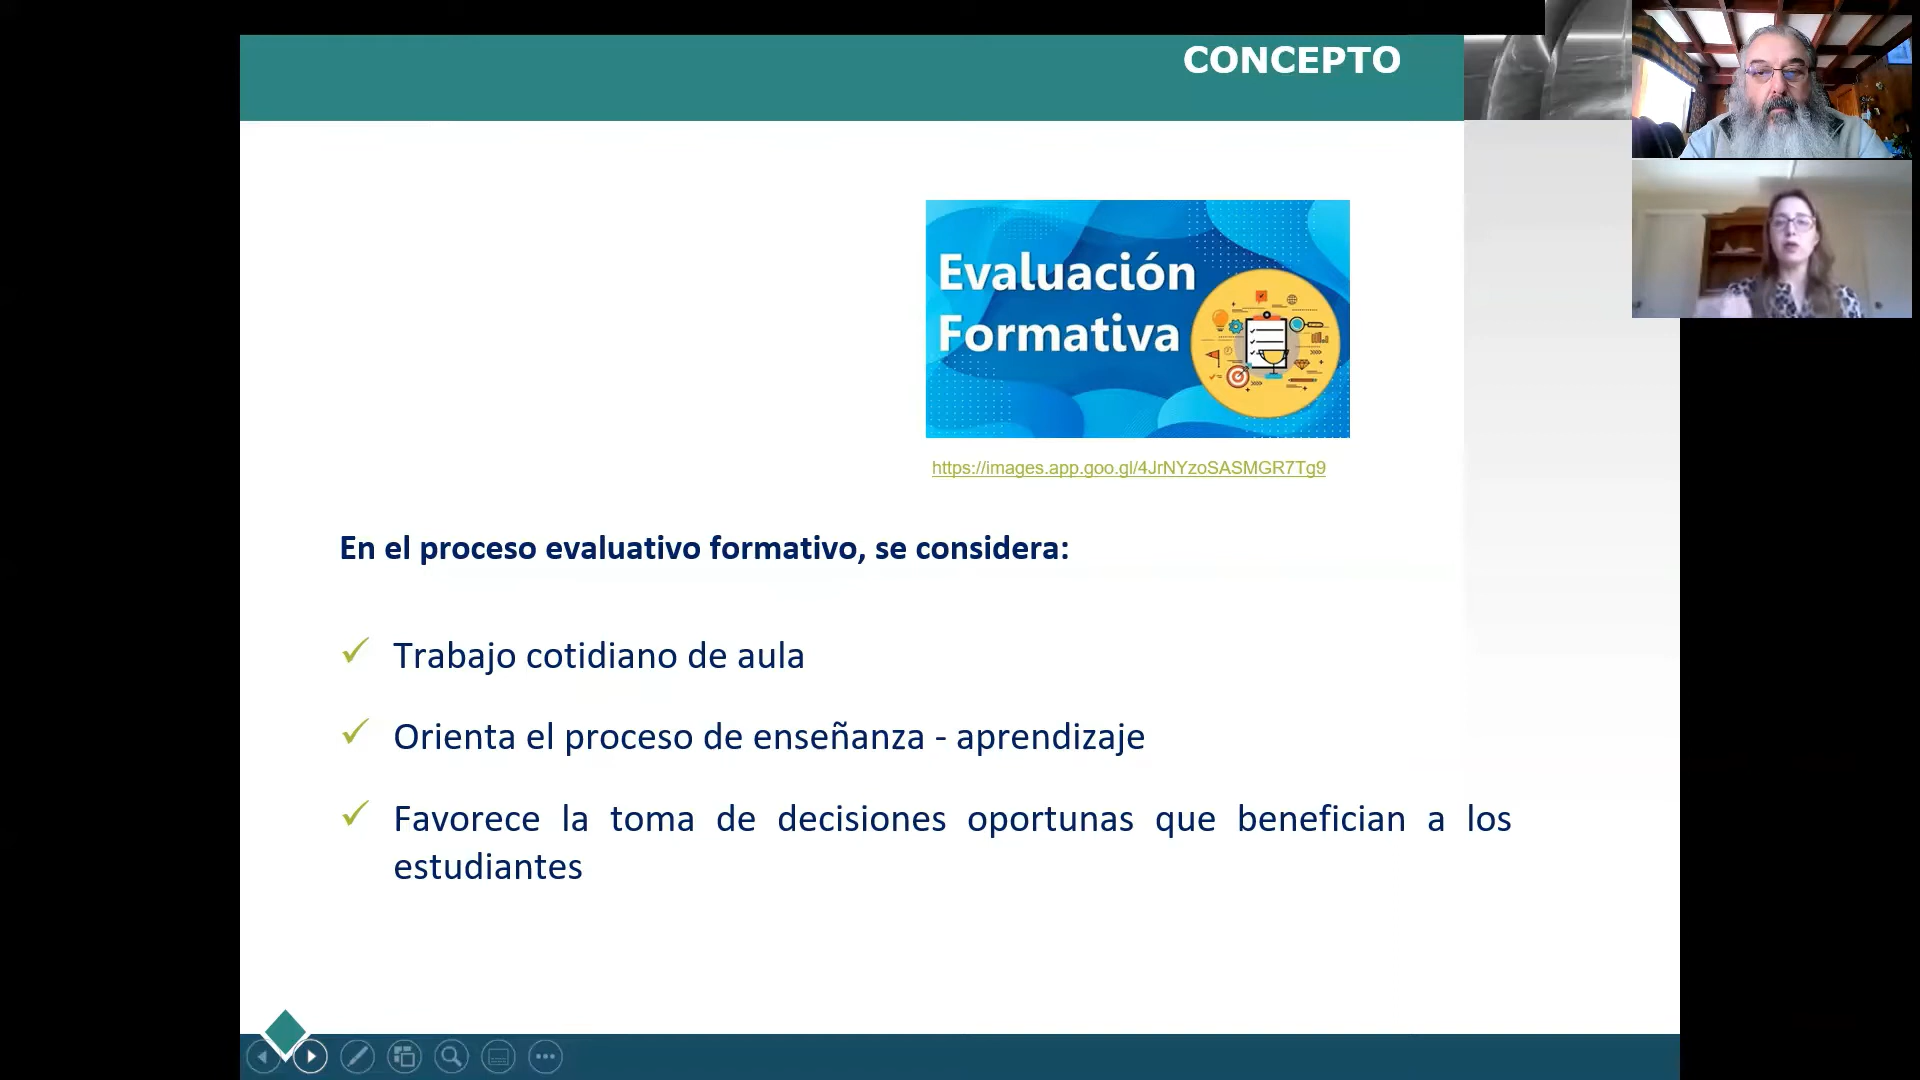 CONCEPTO
Evaluación
Formativa
https://images.app.goo.gl/4JrNYzoSASMGR7Tg9
En el proceso evaluativo formativo, se considera:
Trabajo cotidiano de aula
Orienta el proceso de enseñanza - aprendizaje
Favorece la toma de decisiones oportunas que benefician a los
estudiantes